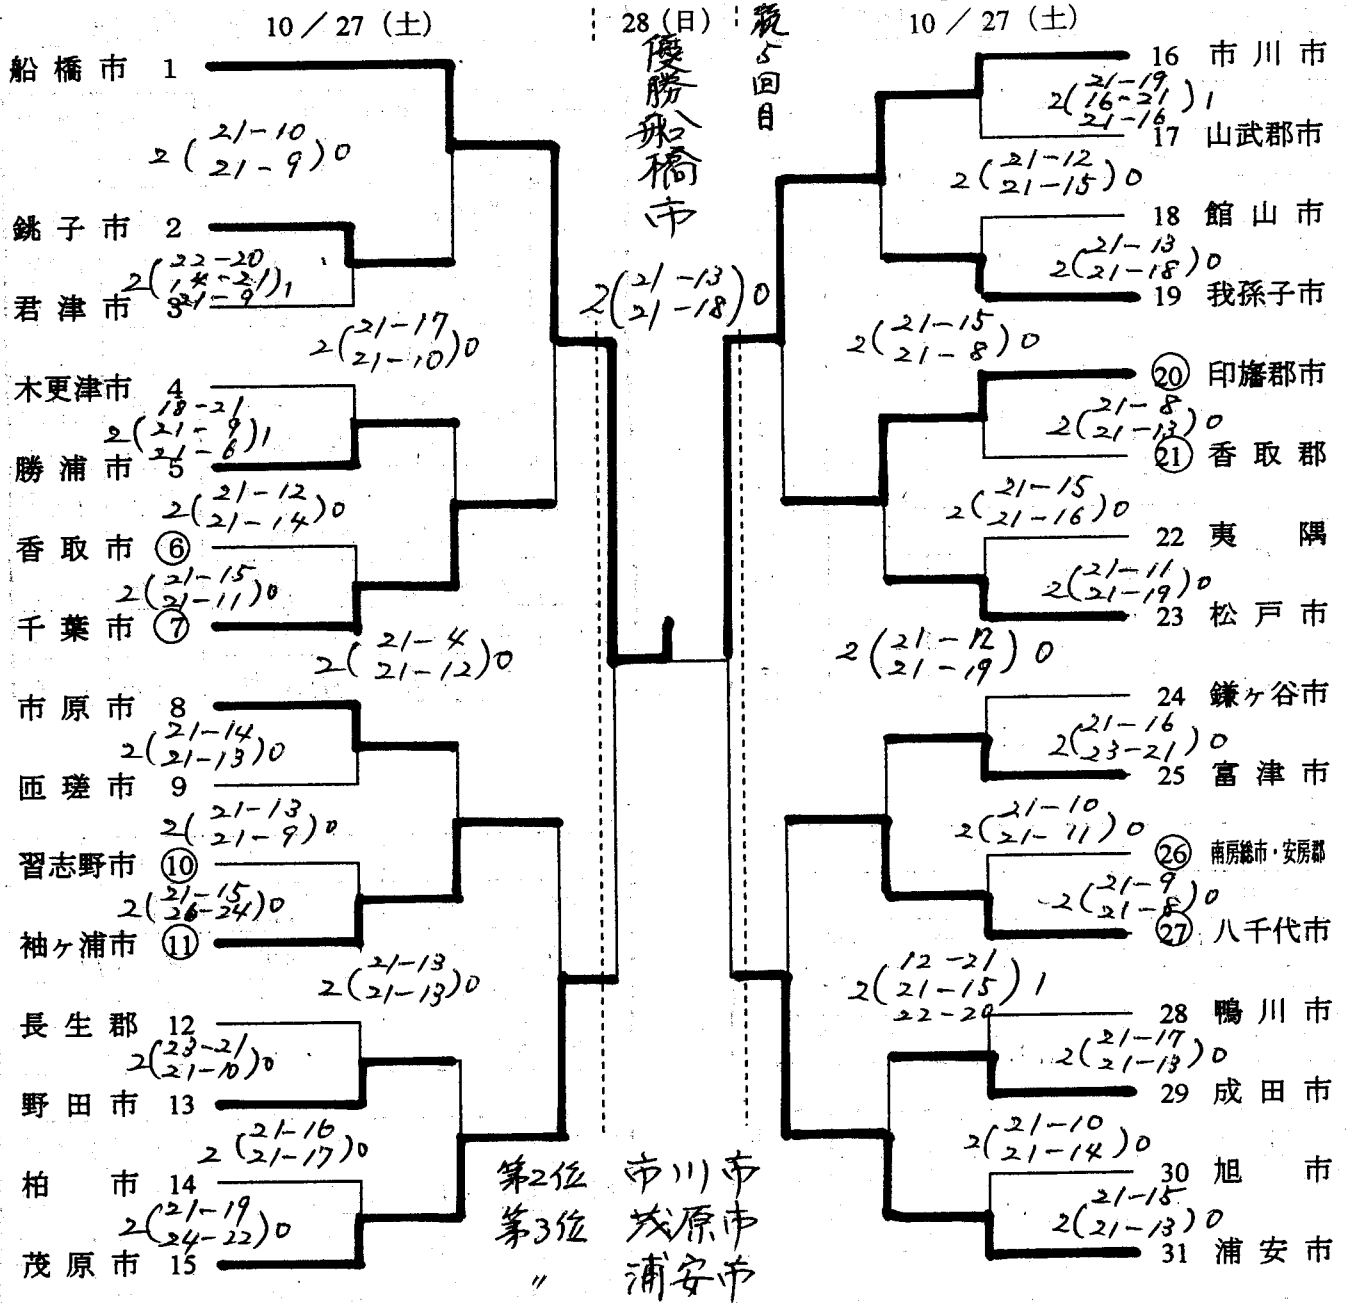 10／27（土）
28（日）
10／27（土）
優勝船橋市
5回目
船橋市 1
2(21-10
21-9)0
銚子市 2
2(22-20
14-21
21-9)1
君津市 3
2(21-17
21-10)0
木更津市 4
2(18-21
21-9
21-6)1
勝浦市 5
2(21-12
21-14)0
香取市 ⑥
2(21-15
21-11)0
千葉市 ⑦
2(21-4
21-12)0
市原市 8
2(21-14
21-13)0
匝瑳市 9
2(21-13
21-9)0
習志野市 ⑩
2(21-15
26-24)0
袖ヶ浦市 ⑪
2(21-13
21-13)0
長生郡 12
2(23-21
21-10)0
野田市 13
2(21-16
21-17)0
柏市 14
2(21-19
24-22)0
茂原市 15
2(21-13
21-18)0
16 市川市
2(21-19
16-21
21-16)1
17 山武郡市
2(21-12
21-15)0
18 館山市
2(21-13
21-18)0
19 我孫子市
2(21-15
21-8)0
⑳ 印旛郡市
2(21-8
21-13)0
㉑ 香取郡
2(21-15
21-16)0
22 夷隅
2(21-11
21-19)0
23 松戸市
2(21-12
21-19)0
24 鎌ヶ谷市
2(21-16
23-21)0
25 富津市
2(21-10
21-11)0
㉖ 南房総市・安房郡
2(21-9
21-8)0
㉗ 八千代市
2(12-21
21-15
22-20)1
28 鴨川市
2(21-17
21-13)0
29 成田市
2(21-10
21-14)0
30 旭市
2(21-15
21-13)0
31 浦安市
第2位 市川市
第3位 茂原市
〃 浦安市